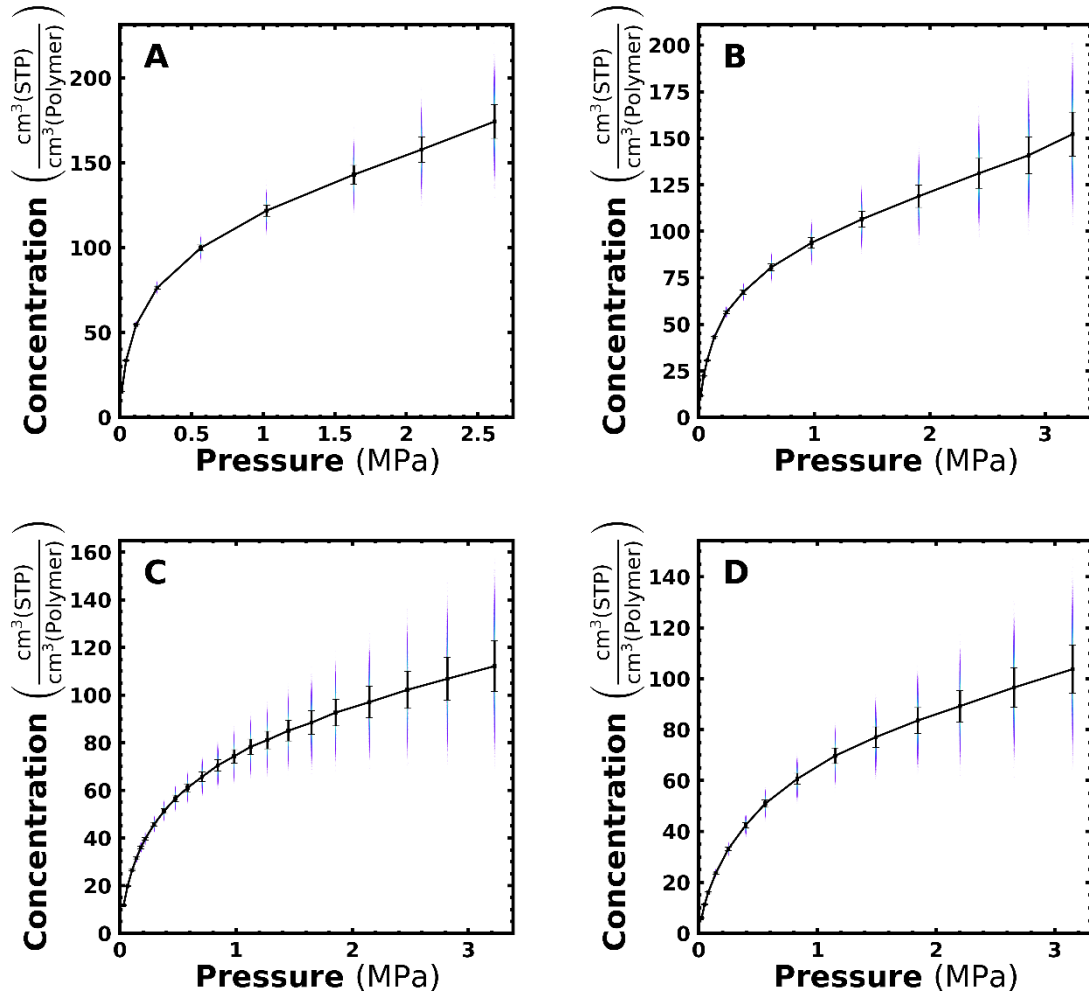 A
Concentration (cm³(STP) / cm³(Polymer))
200
150
100
50
0
0 0.5 1 1.5 2 2.5
Pressure (MPa)
B
Concentration (cm³(STP) / cm³(Polymer))
200
175
150
125
100
75
50
25
0
0 1 2 3
Pressure (MPa)
C
Concentration (cm³(STP) / cm³(Polymer))
160
140
120
100
80
60
40
20
0
0 1 2 3
Pressure (MPa)
D
Concentration (cm³(STP) / cm³(Polymer))
140
120
100
80
60
40
20
0
0 1 2 3
Pressure (MPa)